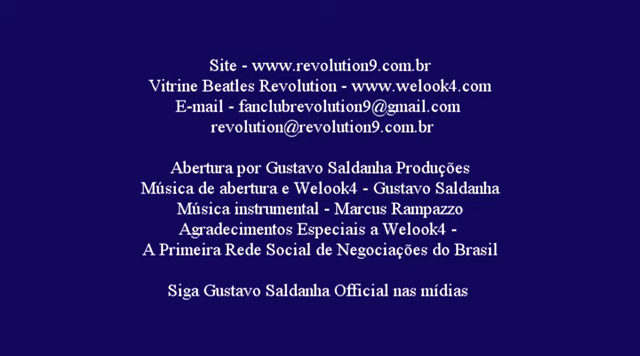 Site - www.revolution9.com.br
Vitrine Beatles Revolution - www.welook4.com
E-mail - fanclubrevolution9@gmail.com
revolution@revolution9.com.br
Abertura por Gustavo Saldanha Produções
Música de abertura e Welook4 - Gustavo Saldanha
Música instrumental - Marcus Rampazzo
Agradecimentos Especiais a Welook4 -
A Primeira Rede Social de Negociações do Brasil
Siga Gustavo Saldanha Official nas mídias